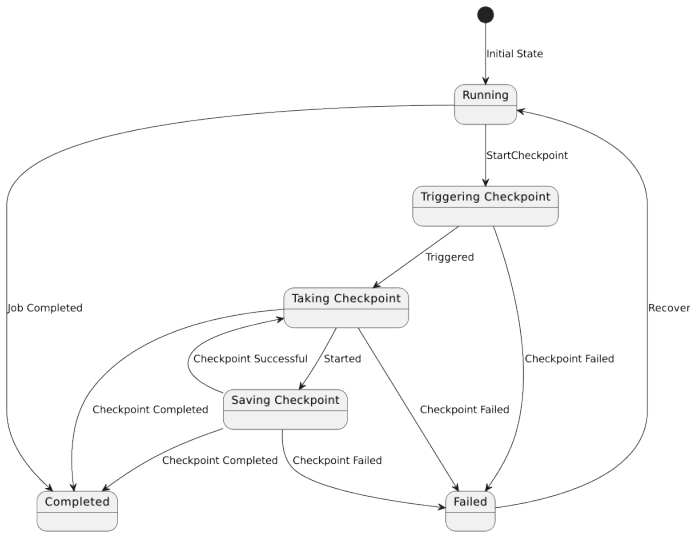 Initial State
Running
StartCheckpoint
Triggering Checkpoint
Triggered
Taking Checkpoint
Job Completed
Recover
Checkpoint Successful
Started
Checkpoint Failed
Saving Checkpoint
Checkpoint Completed
Checkpoint Failed
Checkpoint Completed
Checkpoint Failed
Completed
Failed